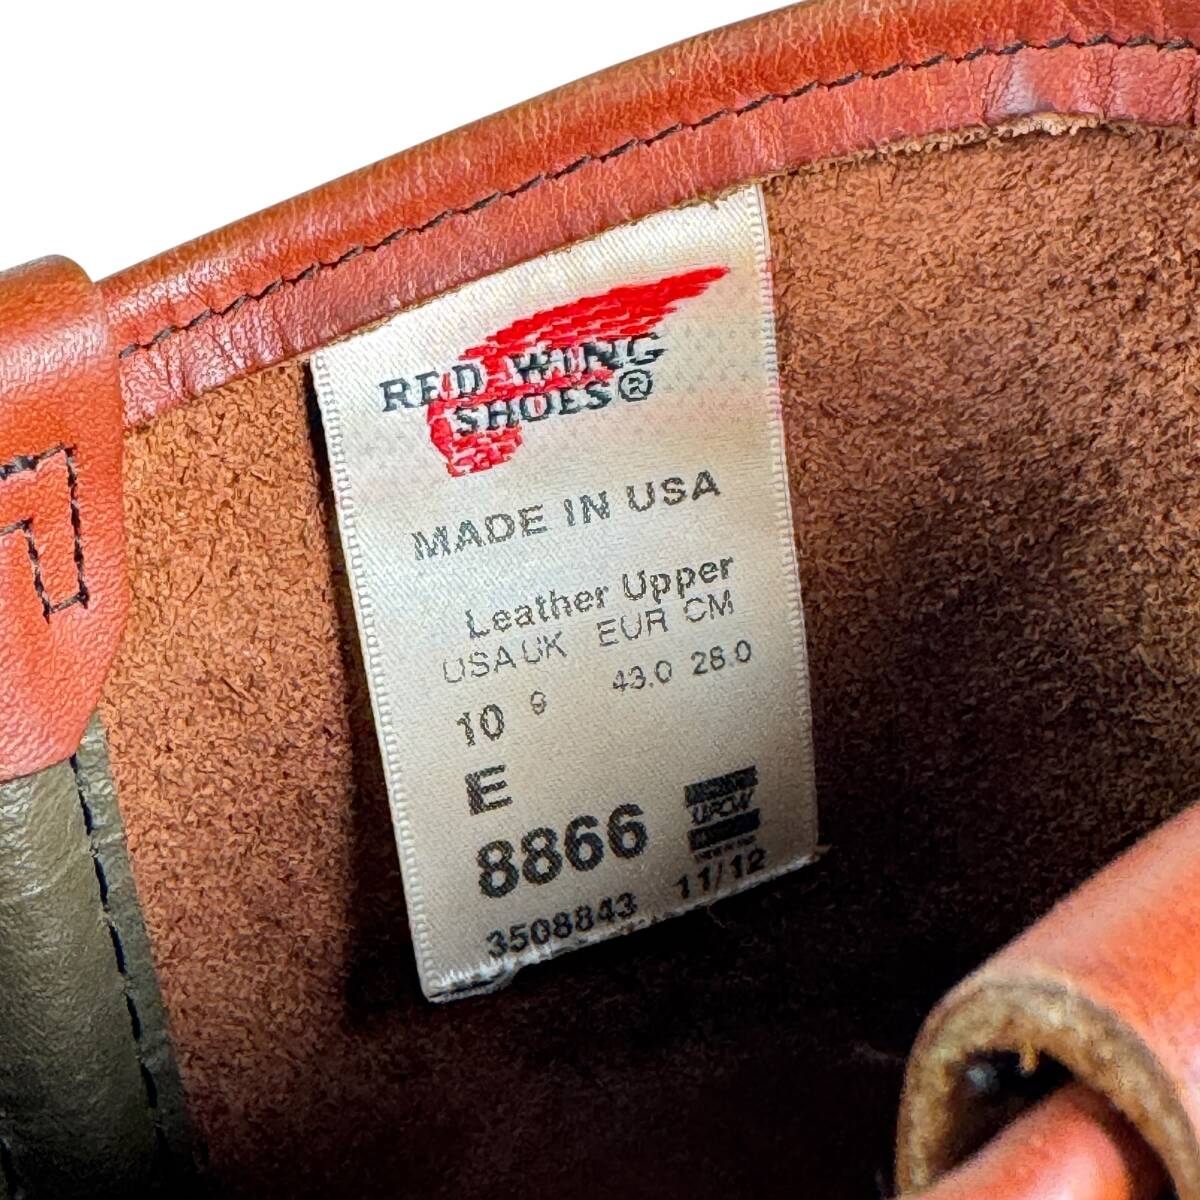 RED WING
SHOES®
MADE IN USA
Leather Upper
USA UK EUR CM
10 9 43.0 28.0
E
8866
UFCW
3508843 11/12